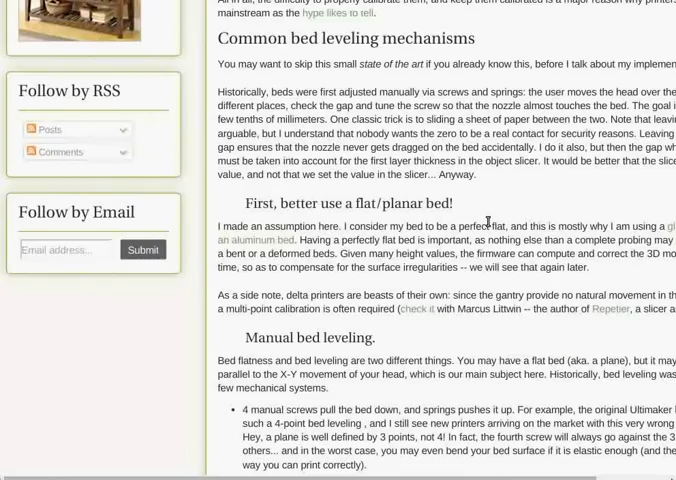 All in all, the difficulty to properly calibrate them, and keep them calibrated is a major reason why
mainstream as the hype likes to tell.
Common bed leveling mechanisms
You may want to skip this small state of the art if you already know this, before I talk about my implemen
Follow by RSS
Posts
Comments
Historically, beds were first adjusted manually via screws and springs: the user moves the head over the
different places, check the gap and tune the screw so that the nozzle almost touches the bed. The goal i
few tenths of millimeters. One classic trick is to sliding a sheet of paper between the two. Note that leavi
arguable, but I understand that nobody wants the zero to be a real contact for security reasons. Leaving
gap ensures that the nozzle never gets dragged on the bed accidentally. I do it also, but then the gap wh
must be taken into account for the first layer thickness in the object slicer. It would be better that the slice
value, and not that we set the value in the slicer... Anyway.
Follow by Email
Email address...
Submit
First, better use a flat/planar bed!
I made an assumption here. I consider my bed to be a perfect flat, and this is mostly why I am using a gl
an aluminum bed. Having a perfectly flat bed is important, as nothing else than a complete probing may
a bent or a deformed beds. Given many height values, the firmware can compute and correct the 3D mo
time, so as to compensate for the surface irregularities -- we will see that again later.
As a side note, delta printers are beasts of their own: since the gantry provide no natural movement in th
a multi-point calibration is often required (check it with Marcus Littwin -- the author of Repetier, a slicer a
Manual bed leveling.
Bed flatness and bed leveling are two different things. You may have a flat bed (aka. a plane), but it may
parallel to the X-Y movement of your head, which is our main subject here. Historically, bed leveling was
few mechanical systems.
4 manual screws pull the bed down, and springs pushes it up. For example, the original Ultimaker
such a 4-point bed leveling , and I still see new printers arriving on the market with this very wrong
Hey, a plane is well defined by 3 points, not 4! In fact, the fourth screw will always go against the 3
others... and in the worst case, you may even bend your bed surface if it is elastic enough (and the
way you can print correctly).